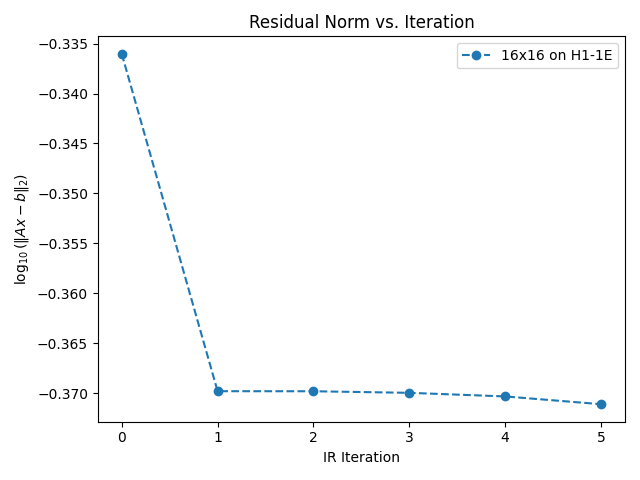 Residual Norm vs. Iteration
16x16 on H1-1E
log₁₀(‖Ax − b‖₂)
−0.335
−0.340
−0.345
−0.350
−0.355
−0.360
−0.365
−0.370
0 1 2 3 4 5
IR Iteration